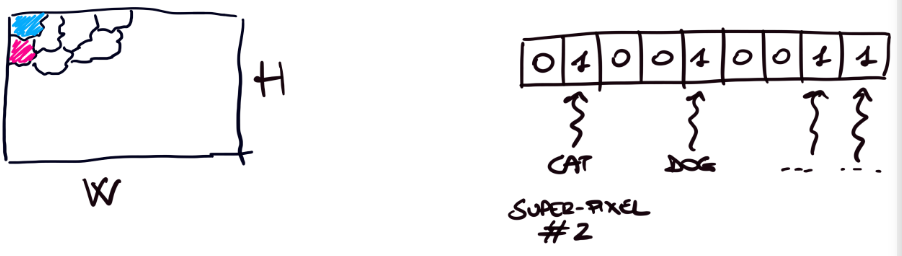 H
W
0 1 0 0 1 0 0 1 1
CAT DOG --- ---
SUPER-PIXEL
#2